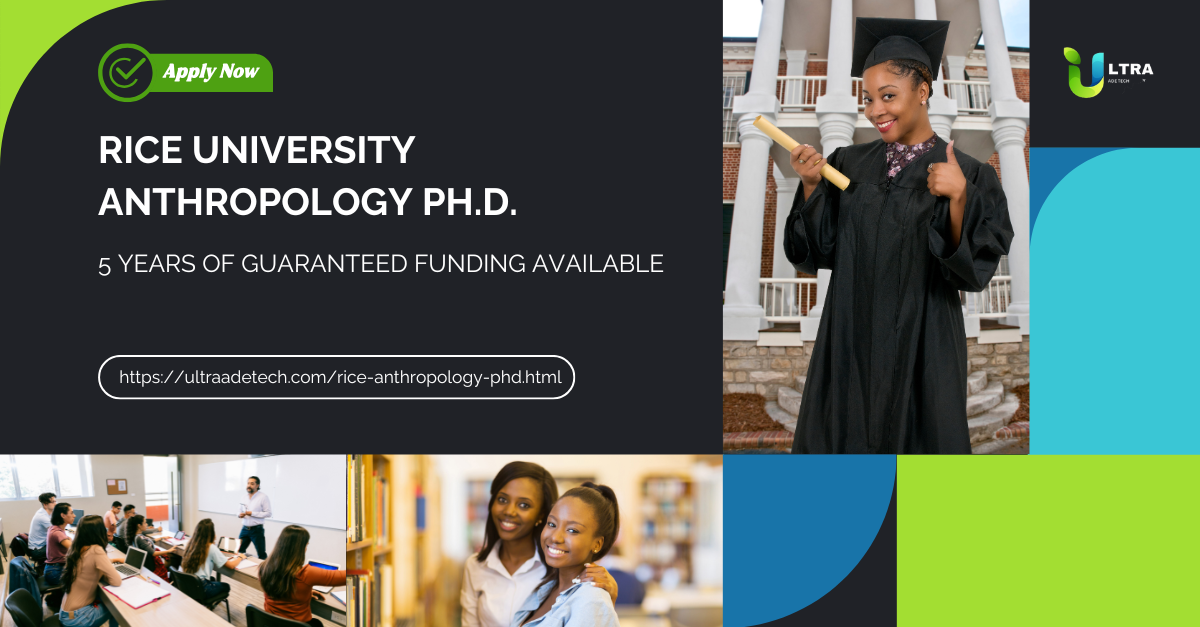 Apply Now
LTRA
ADETECH
RICE UNIVERSITY
ANTHROPOLOGY PH.D.
5 YEARS OF GUARANTEED FUNDING AVAILABLE
https://ultraadetech.com/rice-anthropology-phd.html